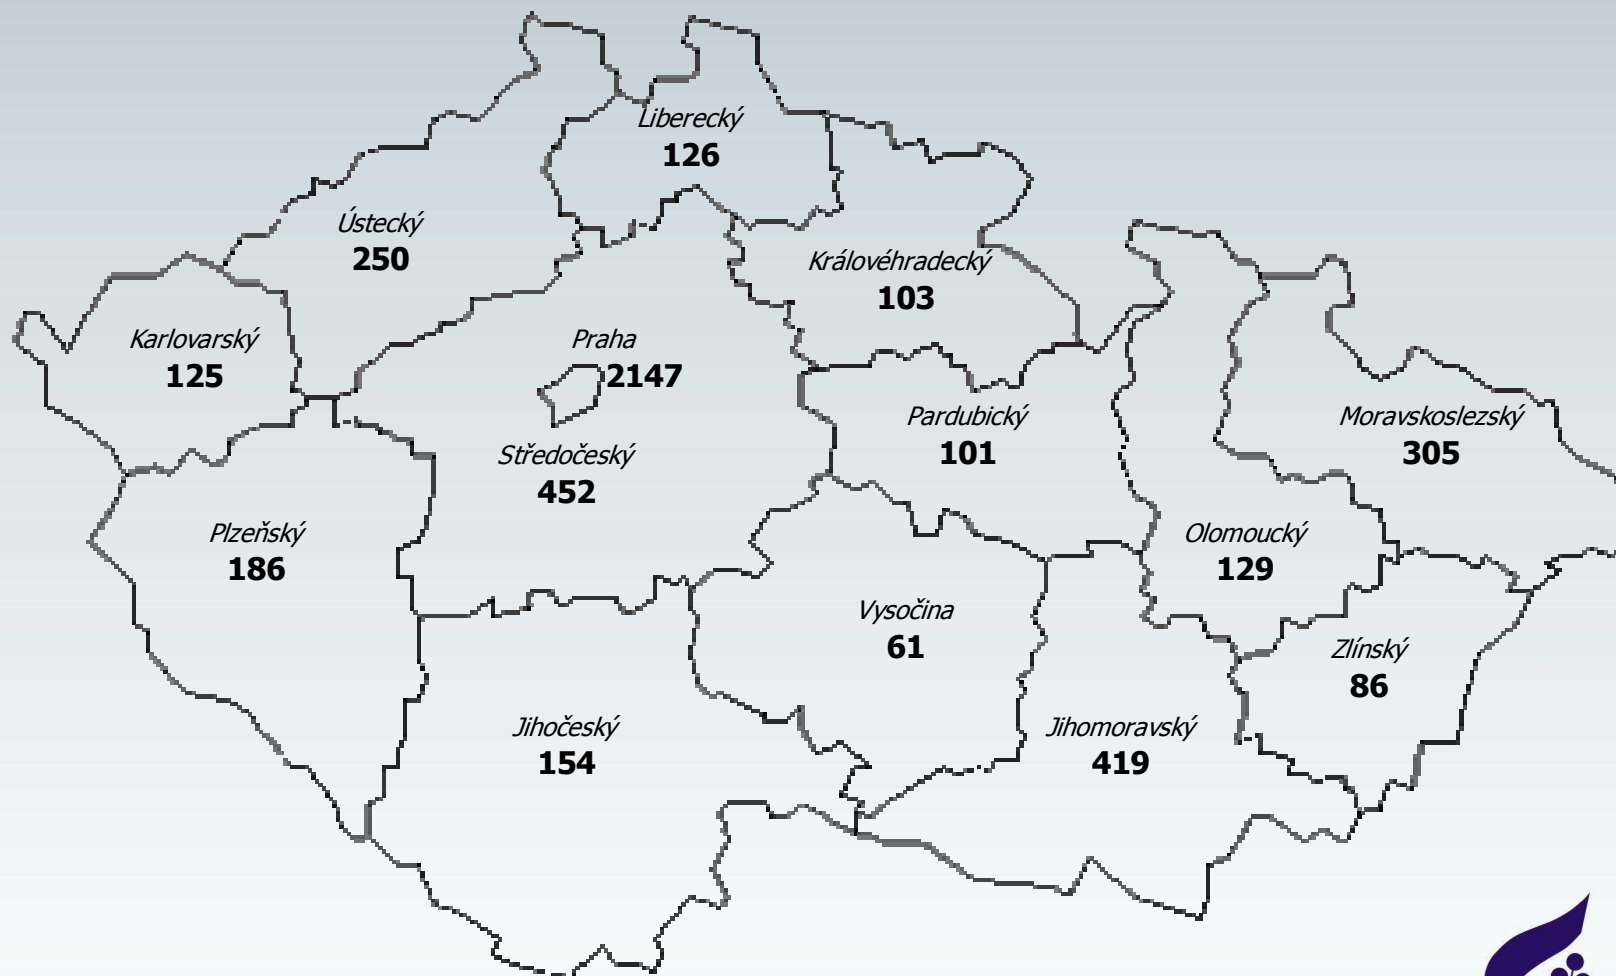 Liberecký
126
Ústecký
250
Královéhradecký
103
Karlovarský
125
Praha
2147
Pardubický
101
Moravskoslezský
305
Středočeský
452
Plzeňský
186
Olomoucký
129
Vysočina
61
Zlínský
86
Jihočeský
154
Jihomoravský
419